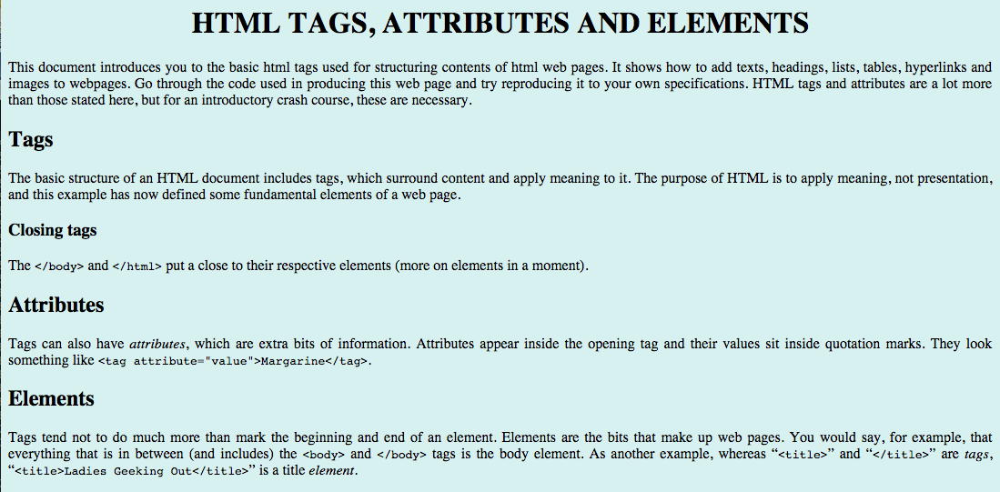 HTML TAGS, ATTRIBUTES AND ELEMENTS
This document introduces you to the basic html tags used for structuring contents of html web pages. It shows how to add texts, headings, lists, tables, hyperlinks and
images to webpages. Go through the code used in producing this web page and try reproducing it to your own specifications. HTML tags and attributes are a lot more
than those stated here, but for an introductory crash course, these are necessary.
Tags
The basic structure of an HTML document includes tags, which surround content and apply meaning to it. The purpose of HTML is to apply meaning, not presentation,
and this example has now defined some fundamental elements of a web page.
Closing tags
The </body> and </html> put a close to their respective elements (more on elements in a moment).
Attributes
Tags can also have attributes, which are extra bits of information. Attributes appear inside the opening tag and their values sit inside quotation marks. They look
something like <tag attribute="value">Margarine</tag>.
Elements
Tags tend not to do much more than mark the beginning and end of an element. Elements are the bits that make up web pages. You would say, for example, that
everything that is in between (and includes) the <body> and </body> tags is the body element. As another example, whereas “<title>” and “</title>” are tags,
“<title>Ladies Geeking Out</title>” is a title element.